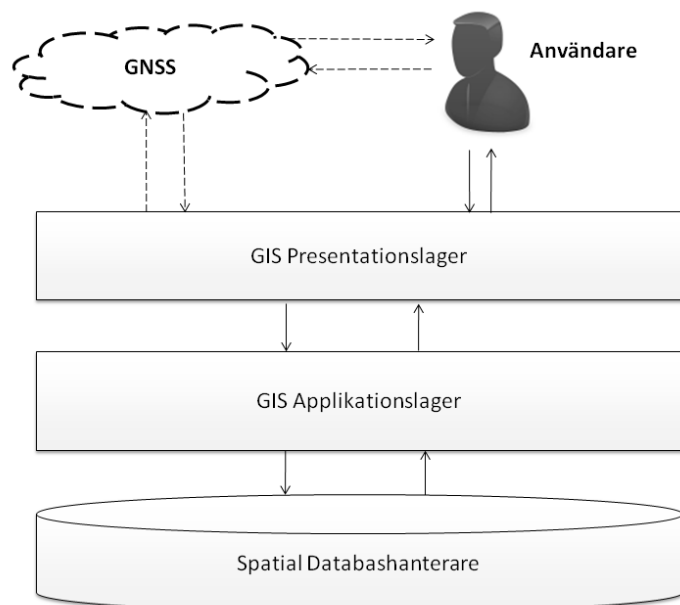 GNSS
Användare
GIS Presentationslager
GIS Applikationslager
Spatial Databashanterare